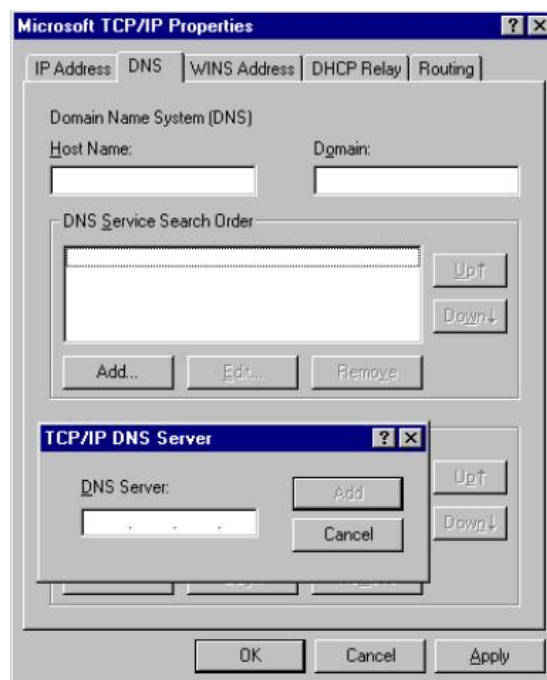 Microsoft TCP/IP Properties
IP Address DNS WINS Address DHCP Relay Routing
Domain Name System (DNS)
Host Name: Domain:
DNS Service Search Order
Up↑
Down↓
Add... Edit... Remove
TCP/IP DNS Server
DNS Server:
Add
Cancel
Up↑
Down↓
OK Cancel Apply